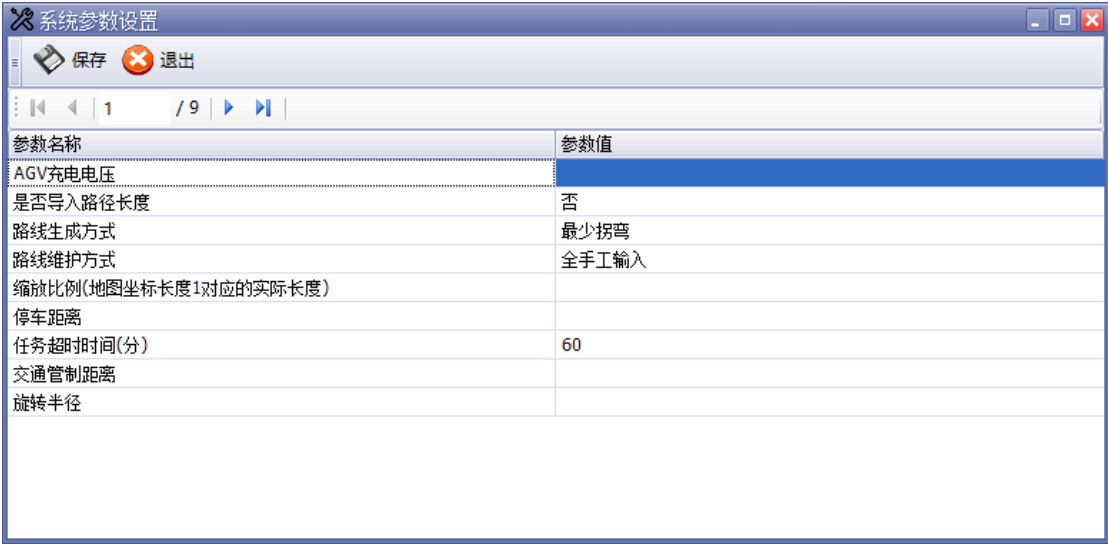 系统参数设置
保存 退出
1 / 9
参数名称 参数值
AGV充电电压
是否导入路径长度 否
路线生成方式 最少拐弯
路线维护方式 全手工输入
缩放比例(地图坐标长度1对应的实际长度)
停车距离
任务超时时间(分) 60
交通管制距离
旋转半径